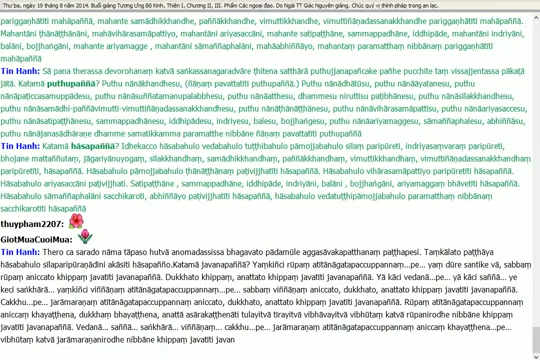 Thư ba, ngày 19 tháng 8 năm 2014. Buổi giảng Tương Ưng Bộ Kinh, Thiên I, Chương II, III. Phẩm Các ngoại đạo. Do Ngài TT Giác Nguyên giảng. Chúc quý vị thính pháp trong an lạc.
pariggaṇhātīti mahāpaññā, mahante samādhikkhandhe, paññākkhandhe, vimuttikkhandhe, vimuttiñāṇadassanakkhandhe pariggaṇhātīti mahāpaññā.
Mahantāni ṭhānāṭṭhānāni, mahāvihārasamāpattiyo, mahantāni ariyasaccāni, mahante satipaṭṭhāne, sammappadhāne, iddhipāde, mahantāni indriyāni,
balāni, bojjhaṅgāni, mahante ariyamagge , mahantāni sāmaññaphalāni, mahāabhiññāyo, mahantaṃ paramatthaṃ nibbānaṃ pariggaṇhātīti
mahāpaññā
Tin Hanh: Sā pana therassa devorohanaṃ katvā saṅkassanagaradvāre ṭhitena satthārā puthujjanapañcake pañhe pucchite taṃ vissajjentassa pākaṭā
jātā. Katamā puthupaññā? Puthu nānākhandhesu, (ñāṇaṃ pavattatīti puthupaññā.) Puthu nānādhātūsu, puthu nānāāyatanesu, puthu
nānāpaṭiccasamuppādesu, puthu nānāsuññatamanupalabbhesu, puthu nānāatthesu, dhammesu niruttisu paṭibhānesu, puthu nānāsīlakkhandhesu,
puthu nānāsamādhi-paññāvimutti-vimuttiñāṇadassanakkhandhesu, puthu nānāṭhānāṭṭhānesu, puthu nānāvihārasamāpattisu, puthu nānāariyasaccesu,
puthu nānāsatipaṭṭhānesu, sammappadhānesu, iddhipādesu, indriyesu, balesu, bojjhaṅgesu, puthu nānāariyamaggesu, sāmaññaphalesu, abhiññāsu,
puthu nānājanasādhāraṇe dhamme samatikkamma paramatthe nibbāne ñāṇaṃ pavattatīti puthupaññā
Tin Hanh: Katamā hāsapaññā? Idhekacco hāsabahulo vedabahulo tuṭṭhibahulo pāmojjabahulo sīlaṃ paripūreti, indriyasaṃvaraṃ paripūreti,
bhojane mattaññutaṃ, jāgariyānuyogaṃ, sīlakkhandhaṃ, samādhikkhandhaṃ, paññākkhandhaṃ, vimuttikkhandhaṃ, vimuttiñāṇadassanakkhandhaṃ
paripūretīti, hāsapaññā. Hāsabahulo pāmojjabahulo ṭhānāṭṭhānaṃ paṭivijjhatīti hāsapaññā. Hāsabahulo vihārasamāpattiyo paripūretīti hāsapaññā.
Hāsabahulo ariyasaccāni paṭivijjhati. Satipaṭṭhāne , sammappadhāne, iddhipāde, indriyāni, balāni , bojjhaṅgāni, ariyamaggaṃ bhāvetīti hāsapaññā.
Hāsabahulo sāmaññaphalāni sacchikaroti, abhiññāyo paṭivijjhatīti hāsapaññā, hāsabahulo vedatuṭṭhipāmojjabahulo paramatthaṃ nibbānaṃ
sacchikarotīti hāsapaññā
thuypham2207:
GiotMuaCuoiMua:
Tin Hanh: Thero ca sarado nāma tāpaso hutvā anomadassissa bhagavato pādamūle aggasāvakapatthanaṃ paṭṭhapesi. Taṃkālato paṭṭhāya
hāsabahulo sīlaparipūraṇādini akāsīti hāsapañño.Katamā javanapaññā? Yaṃkiñci rūpaṃ atītānāgatapaccuppannaṃ...pe... yaṃ dūre santike vā, sabbaṃ
rūpaṃ aniccato khippaṃ javatīti javanapaññā. Dukkhato khippaṃ, anattato khippaṃ javatīti javanapaññā. Yā kāci vedanā...pe... yā kāci saññā... ye
keci saṅkhārā... yaṃkiñci viññāṇaṃ atītānāgatapaccuppannaṃ...pe... sabbaṃ viññāṇaṃ aniccato, dukkhato, anattato khippaṃ javatīti javanapaññā.
Cakkhu...pe... jarāmaraṇaṃ atītānāgatapaccuppannaṃ aniccato, dukkhato, anattato khippaṃ javatīti javanapaññā. Rūpaṃ atītānāgatapaccuppannaṃ
aniccaṃ khayaṭṭhena, dukkhaṃ bhayaṭṭhena, anattā asārakaṭṭhenāti tulayitvā tīrayitvā vibhāvayitvā vibhūtaṃ katvā rūpanirodhe nibbāne khippaṃ
javatīti javanapaññā. Vedanā... saññā... saṅkhārā... viññāṇaṃ... cakkhu...pe... jarāmaraṇaṃ atītānāgatapaccuppannaṃ aniccaṃ khayaṭṭhena...pe...
vibhūtaṃ katvā jarāmaraṇanirodhe nibbāne khippaṃ javatīti javan